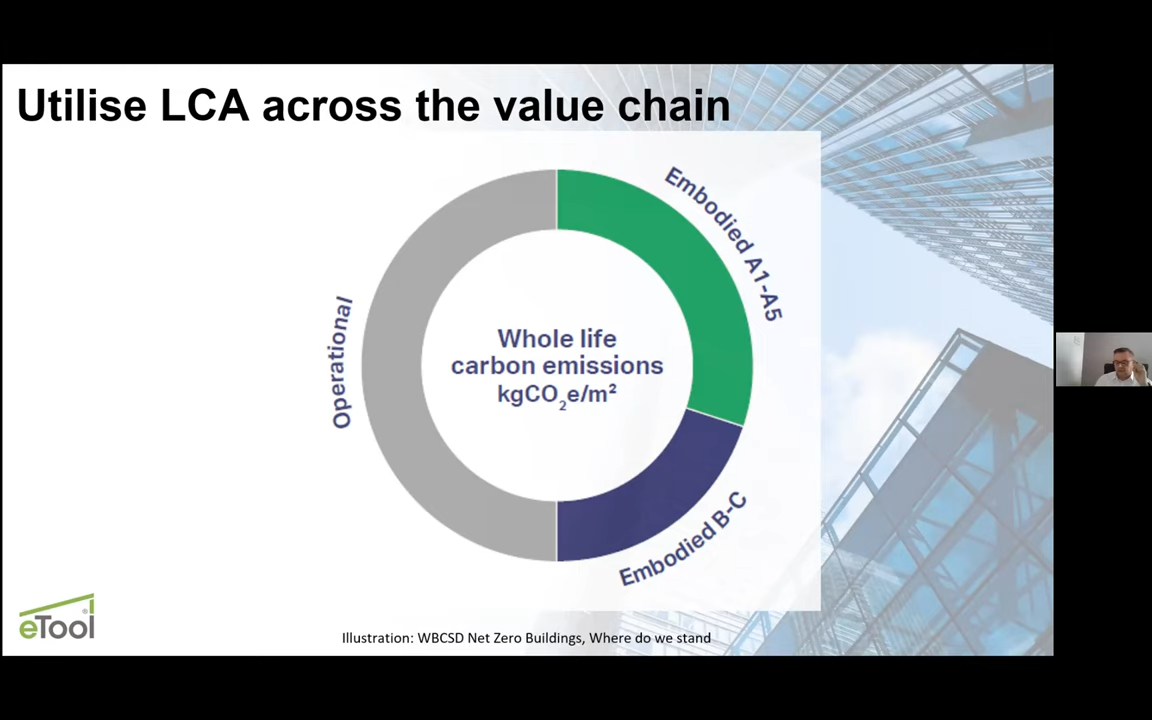 Utilise LCA across the value chain
Embodied A1-A5
Operational
Whole life
carbon emissions
kgCO₂e/m²
Embodied B-C
eTool®
Illustration: WBCSD Net Zero Buildings, Where do we stand